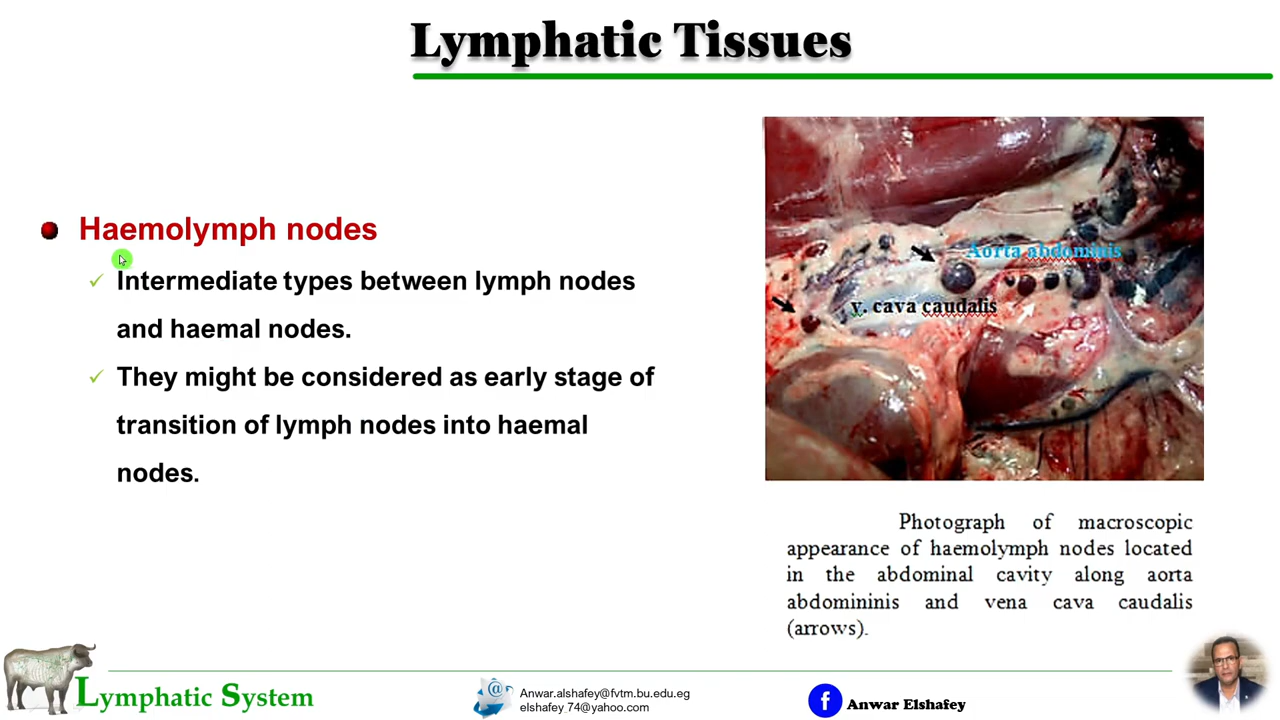 Lymphatic Tissues
Haemolymph nodes
Intermediate types between lymph nodes
and haemal nodes.
They might be considered as early stage of
transition of lymph nodes into haemal
nodes.
Aorta abdominis
v. cava caudalis
Photograph of macroscopic
appearance of haemolymph nodes located
in the abdominal cavity along aorta
abdomininis and vena cava caudalis
(arrows).
Lymphatic System
@
Anwar.alshafey@fvtm.bu.edu.eg
elshafey_74@yahoo.com
f
Anwar Elshafey